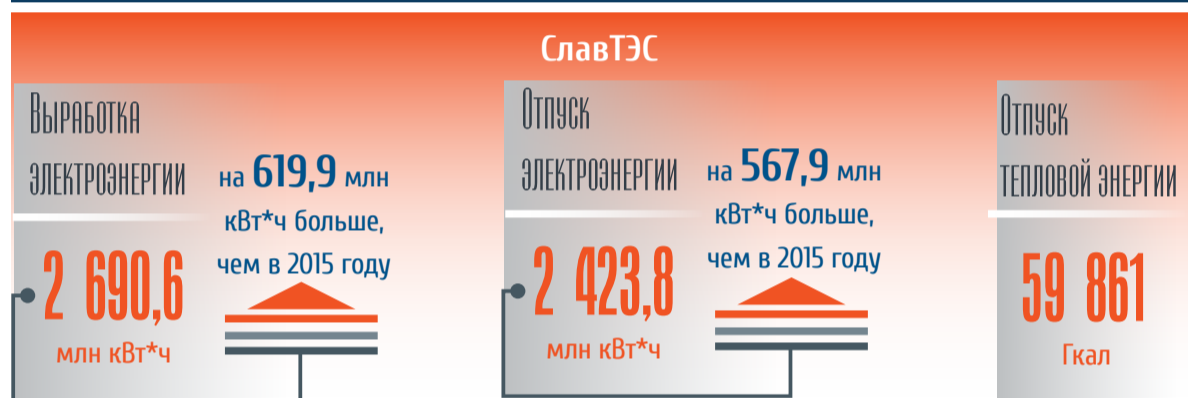 СлавТЭС
Выработка
электроэнергии
на 619,9 млн
кВт*ч больше,
чем в 2015 году
2 690,6
млн кВт*ч
Отпуск
электроэнергии
на 567,9 млн
кВт*ч больше,
чем в 2015 году
2 423,8
млн кВт*ч
Отпуск
тепловой энергии
59 861
Гкал